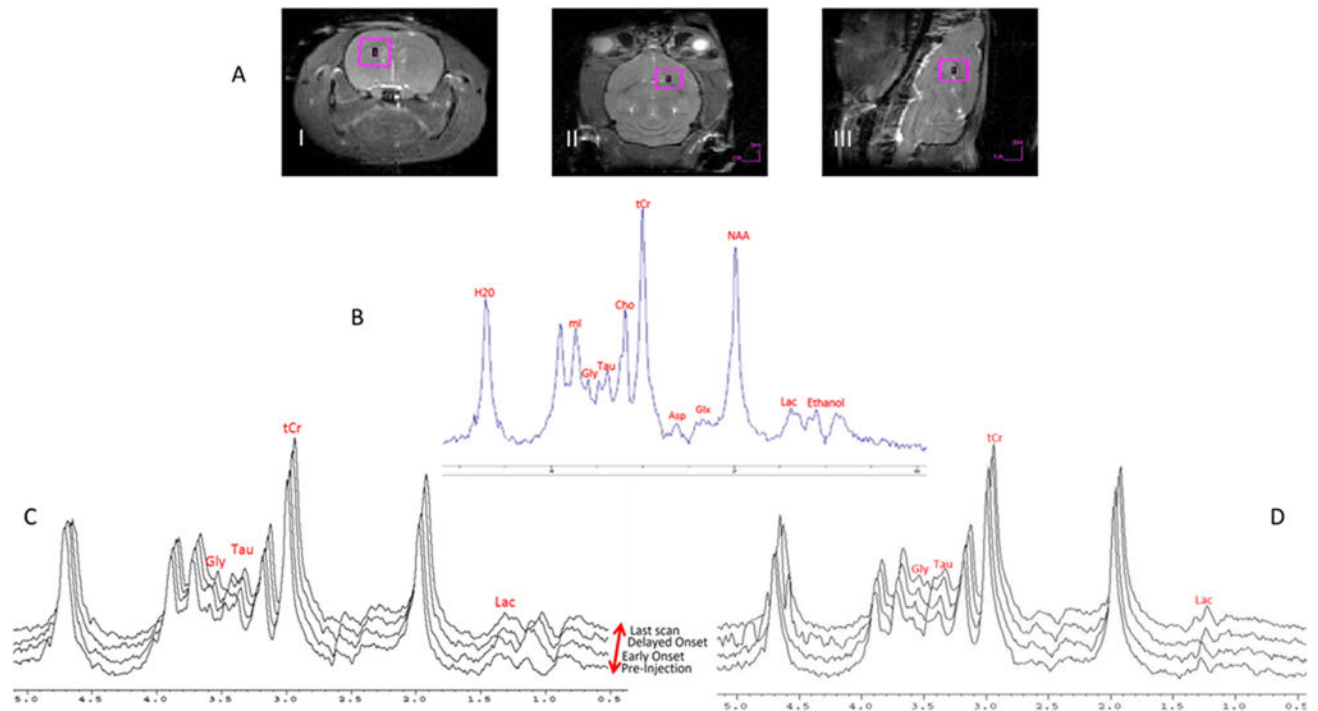 A
I
II
III
B
H20
mI
Gly
Tau
Cho
tCr
Asp
Glx
NAA
Lac
Ethanol
4
2
0
C
tCr
Gly
Tau
Lac
Last scan
Delayed Onset
Early Onset
Pre-Injection
5.0 4.5 4.0 3.5 3.0 2.5 2.0 1.5 1.0 0.5
D
tCr
Gly
Tau
Lac
5.0 4.5 4.0 3.5 3.0 2.5 2.0 1.5 1.0 0.5